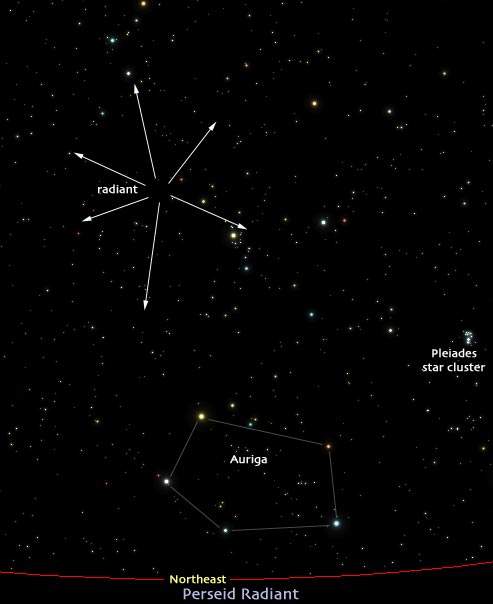 radiant
Pleiades
star cluster
Auriga
Northeast
Perseid Radiant